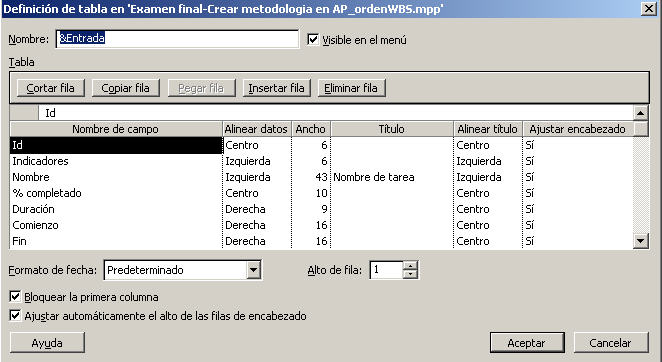 Definición de tabla en 'Examen final-Crear metodologia en AP_ordenWBS.mpp'
Nombre: &Entrada Visible en el menú
Tabla
Cortar fila Copiar fila Pegar fila Insertar fila Eliminar fila
Id
Nombre de campo Alinear datos Ancho Título Alinear título Ajustar encabezado
Id Centro 6 Centro Sí
Indicadores Izquierda 6 Izquierda Sí
Nombre Izquierda 43 Nombre de tarea Izquierda Sí
% completado Centro 10 Centro Sí
Duración Derecha 9 Centro Sí
Comienzo Derecha 16 Centro Sí
Fin Derecha 16 Centro Sí
Formato de fecha: Predeterminado Alto de fila: 1
Bloquear la primera columna
Ajustar automáticamente el alto de las filas de encabezado
Ayuda Aceptar Cancelar